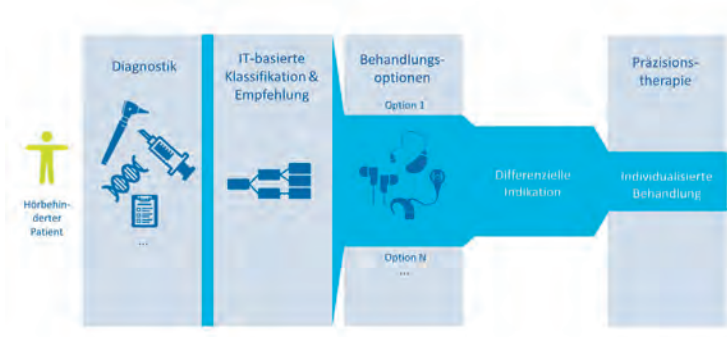 Diagnostik
IT-basierte
Klassifikation &
Empfehlung
Behandlungs-
optionen
Option 1
Präzisions-
therapie
Hörbehin-
derter
Patient
...
Differenzielle
Indikation
Individualisierte
Behandlung
Option N
...